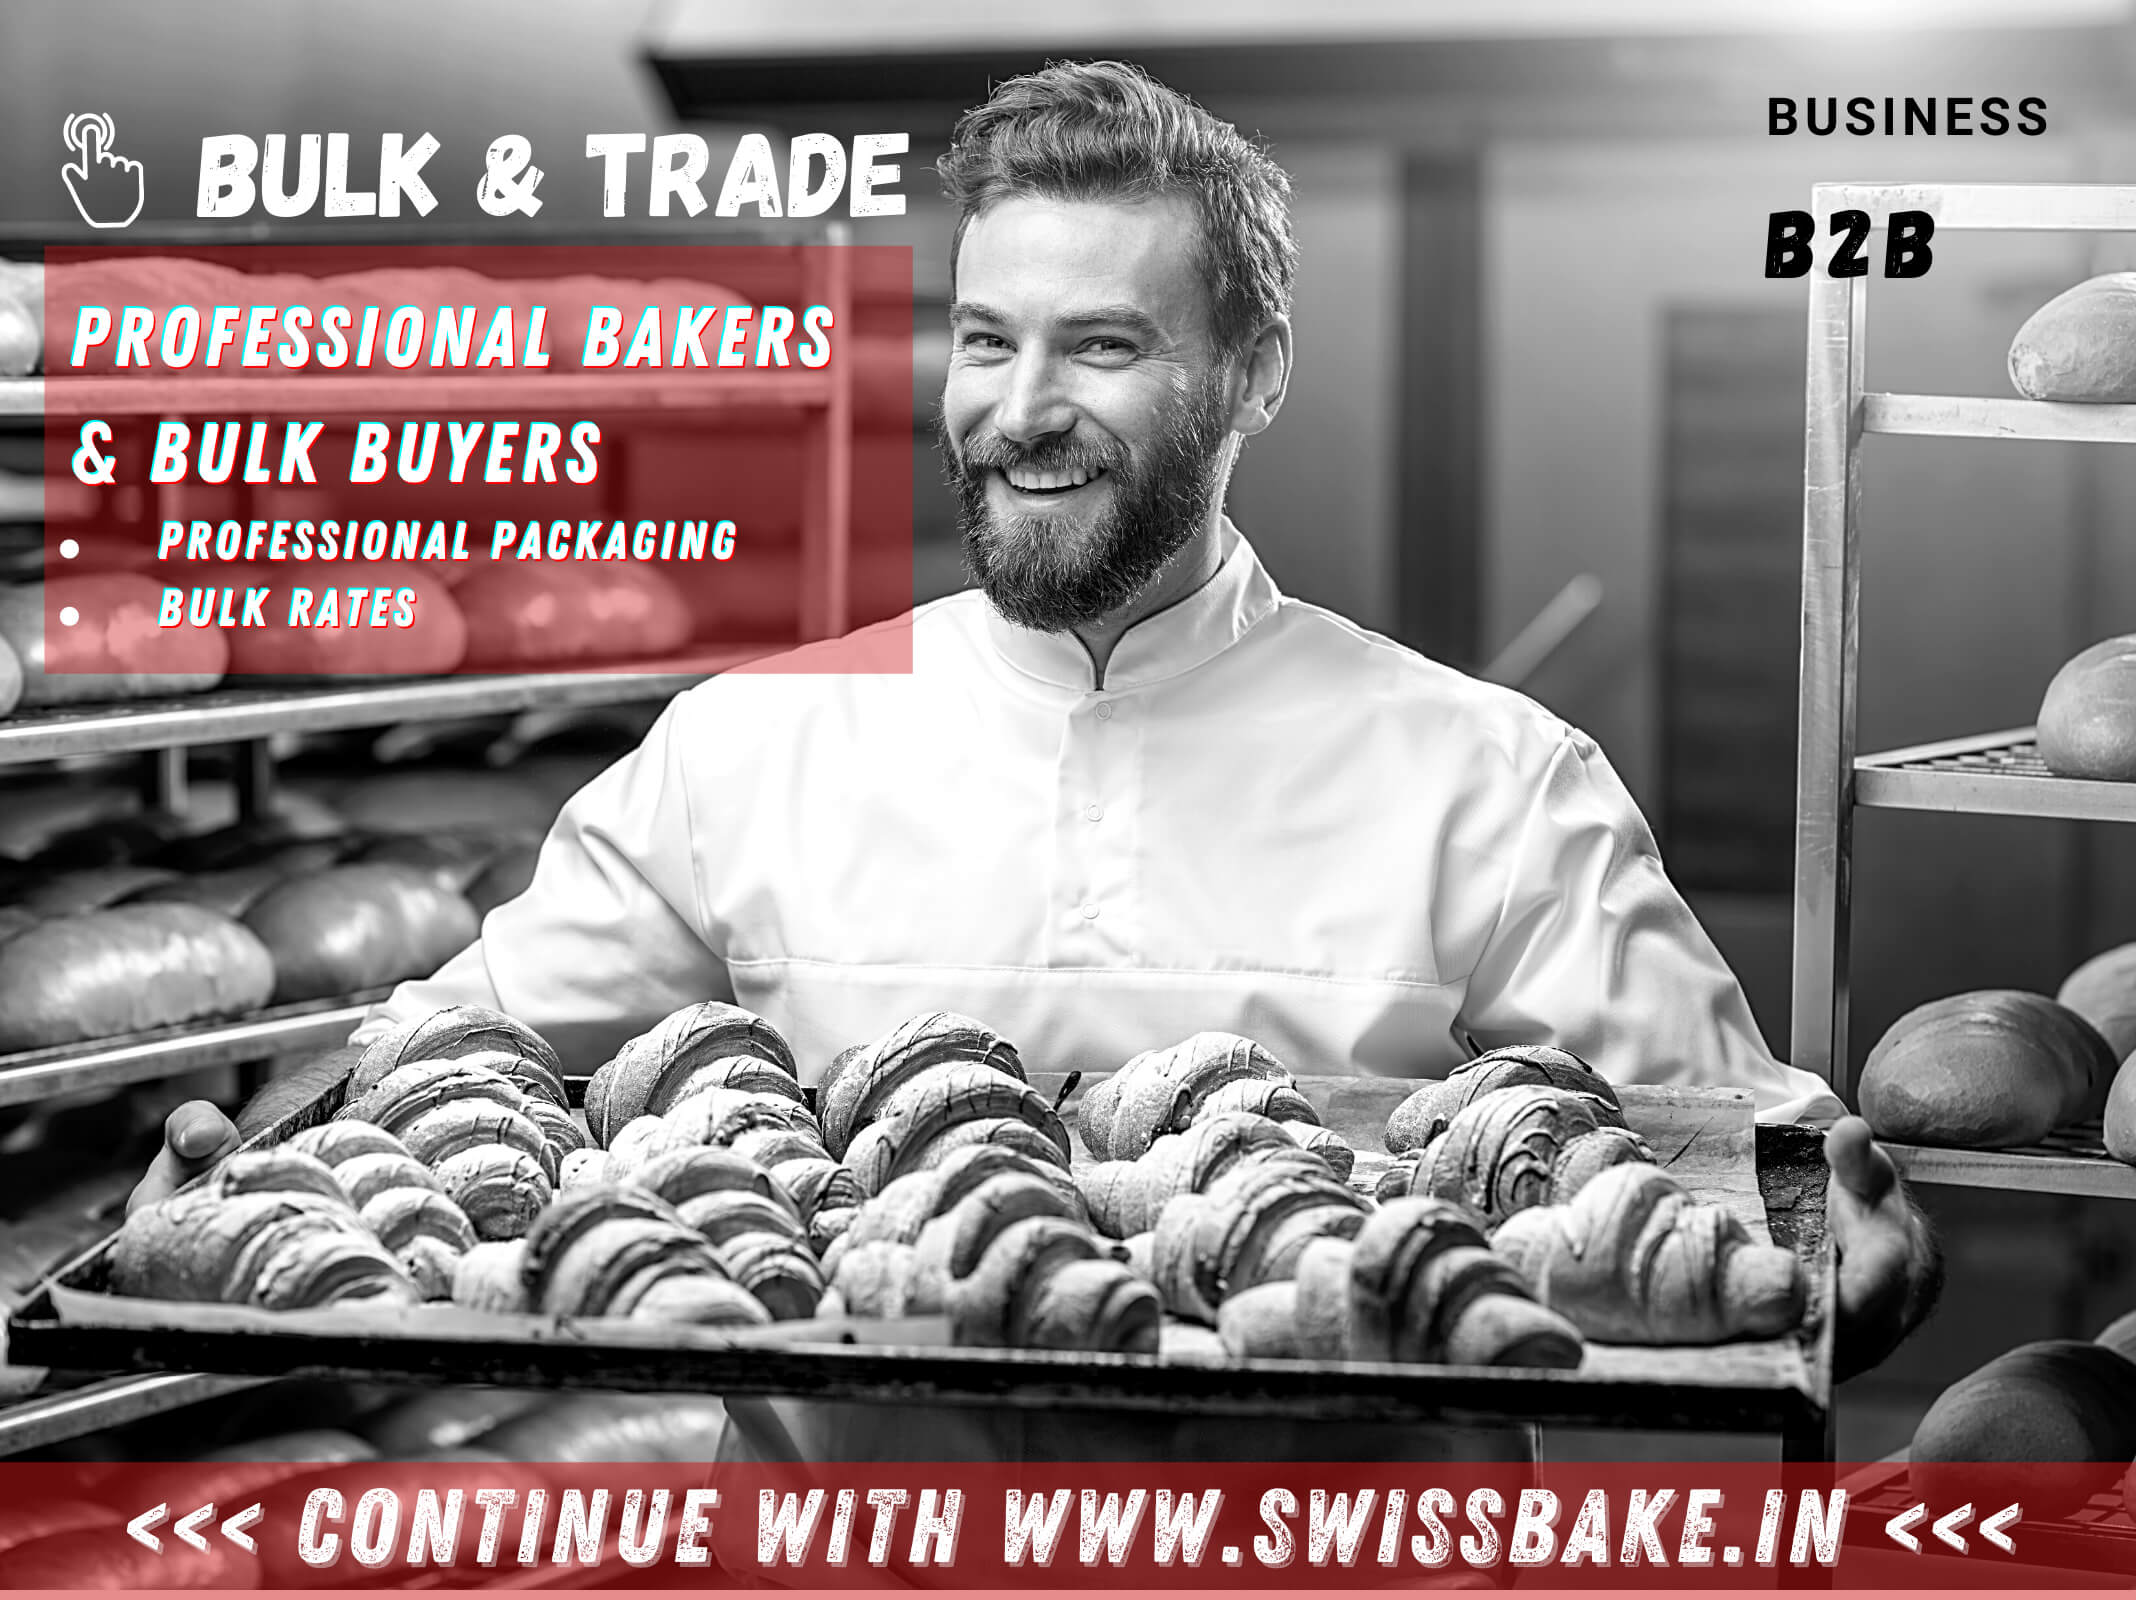 BULK & TRADE
BUSINESS
B2B
PROFESSIONAL BAKERS
& BULK BUYERS
• PROFESSIONAL PACKAGING
• BULK RATES
<<< CONTINUE WITH WWW.SWISSBAKE.IN <<<